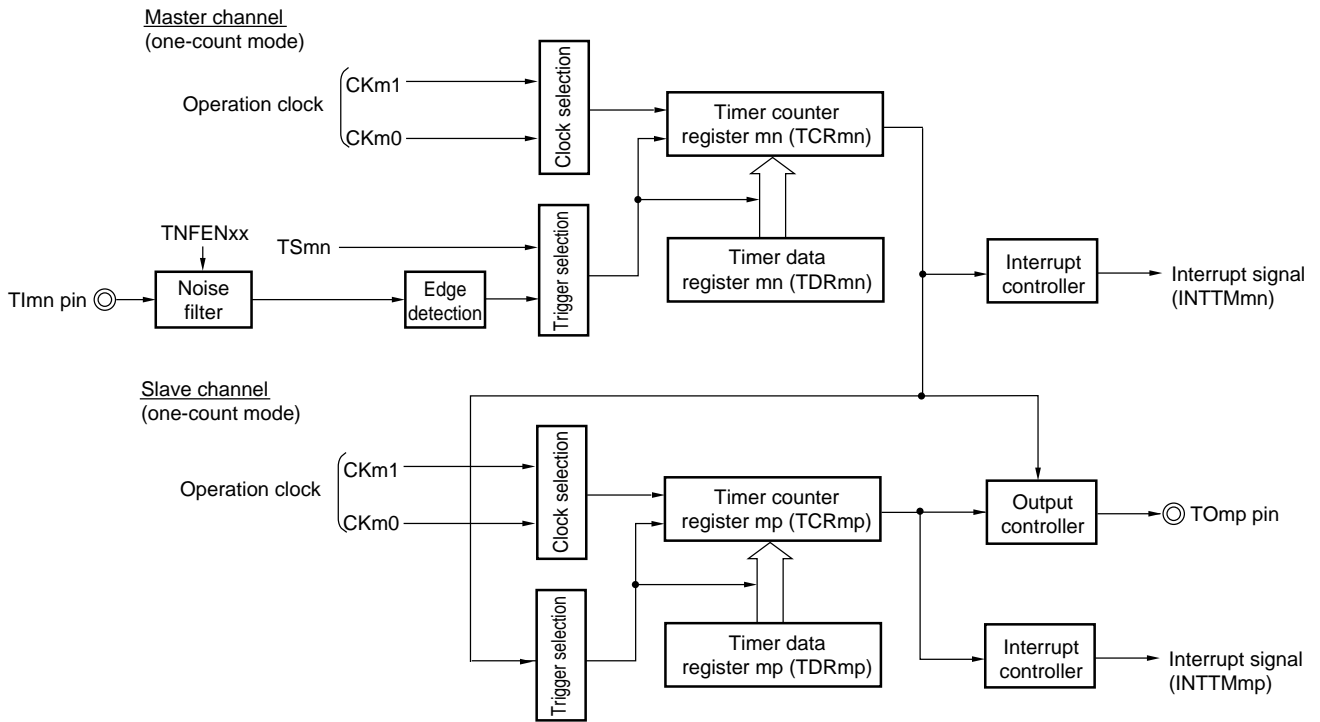 Master channel
(one-count mode)
Operation clock
CKm1
CKm0
Clock selection
Timer counter
register mn (TCRmn)
TNFENxx
TSmn
Trigger selection
Timer data
register mn (TDRmn)
TImn pin
Noise
filter
Edge
detection
Interrupt
controller
Interrupt signal
(INTTMmn)
Slave channel
(one-count mode)
Operation clock
CKm1
CKm0
Clock selection
Timer counter
register mp (TCRmp)
Output
controller
TOmp pin
Trigger selection
Timer data
register mp (TDRmp)
Interrupt
controller
Interrupt signal
(INTTMmp)